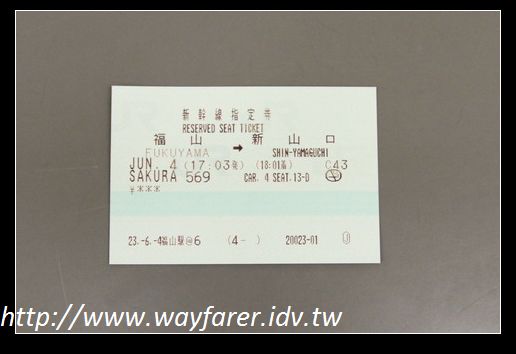 新幹線指定券
RESERVED SEAT TICKET
福山 → 新山口
FUKUYAMA SHIN-YAMAGUCHI
JUN. 4 (17:03発) (18:01着) C43
SAKURA 569 CAR. 4 SEAT. 13-D
¥***
23.-6.-4福山駅@6 (4- ) 20023-01
http://www.wayfarer.idv.tw